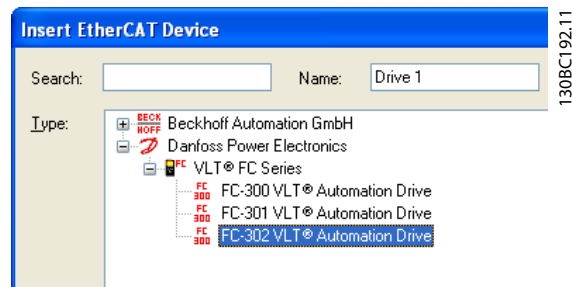 Insert EtherCAT Device
Search:
Name: Drive 1
Type:
BECK
HOFF Beckhoff Automation GmbH
Danfoss Power Electronics
FC VLT® FC Series
FC
300 FC-300 VLT® Automation Drive
FC
300 FC-301 VLT® Automation Drive
FC
300 FC-302 VLT® Automation Drive
130BC192.11